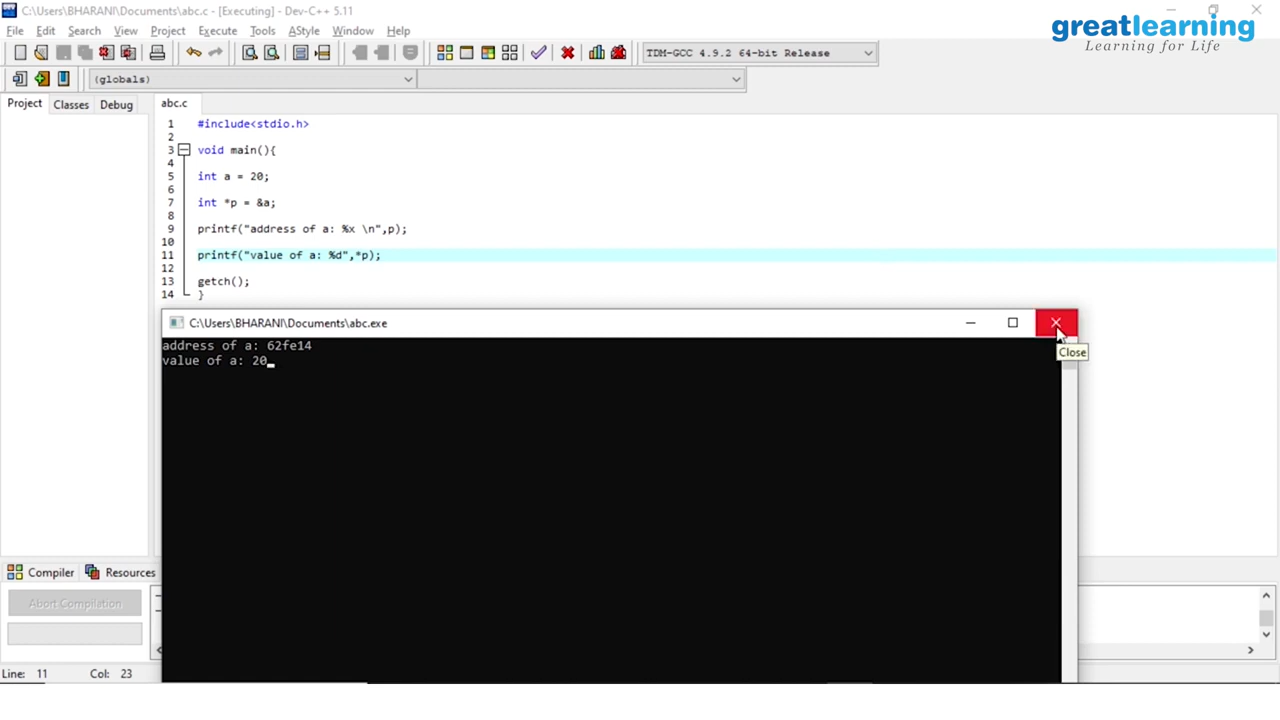 C:\Users\BHARANI\Documents\abc.c - [Executing] - Dev-C++ 5.11
greatlearning
Learning for Life
File Edit Search View Project Execute Tools AStyle Window Help
TDM-GCC 4.9.2 64-bit Release
(globals)
Project Classes Debug abc.c
1 #include<stdio.h>
2
3 void main(){
4
5 int a = 20;
6
7 int *p = &a;
8
9 printf("address of a: %x \n",p);
10
11 printf("value of a: %d",*p);
12
13 getch();
14 }
C:\Users\BHARANI\Documents\abc.exe
address of a: 62fe14
value of a: 20
Close
Compiler Resources
Abort Compilation
Line: 11 Col: 23